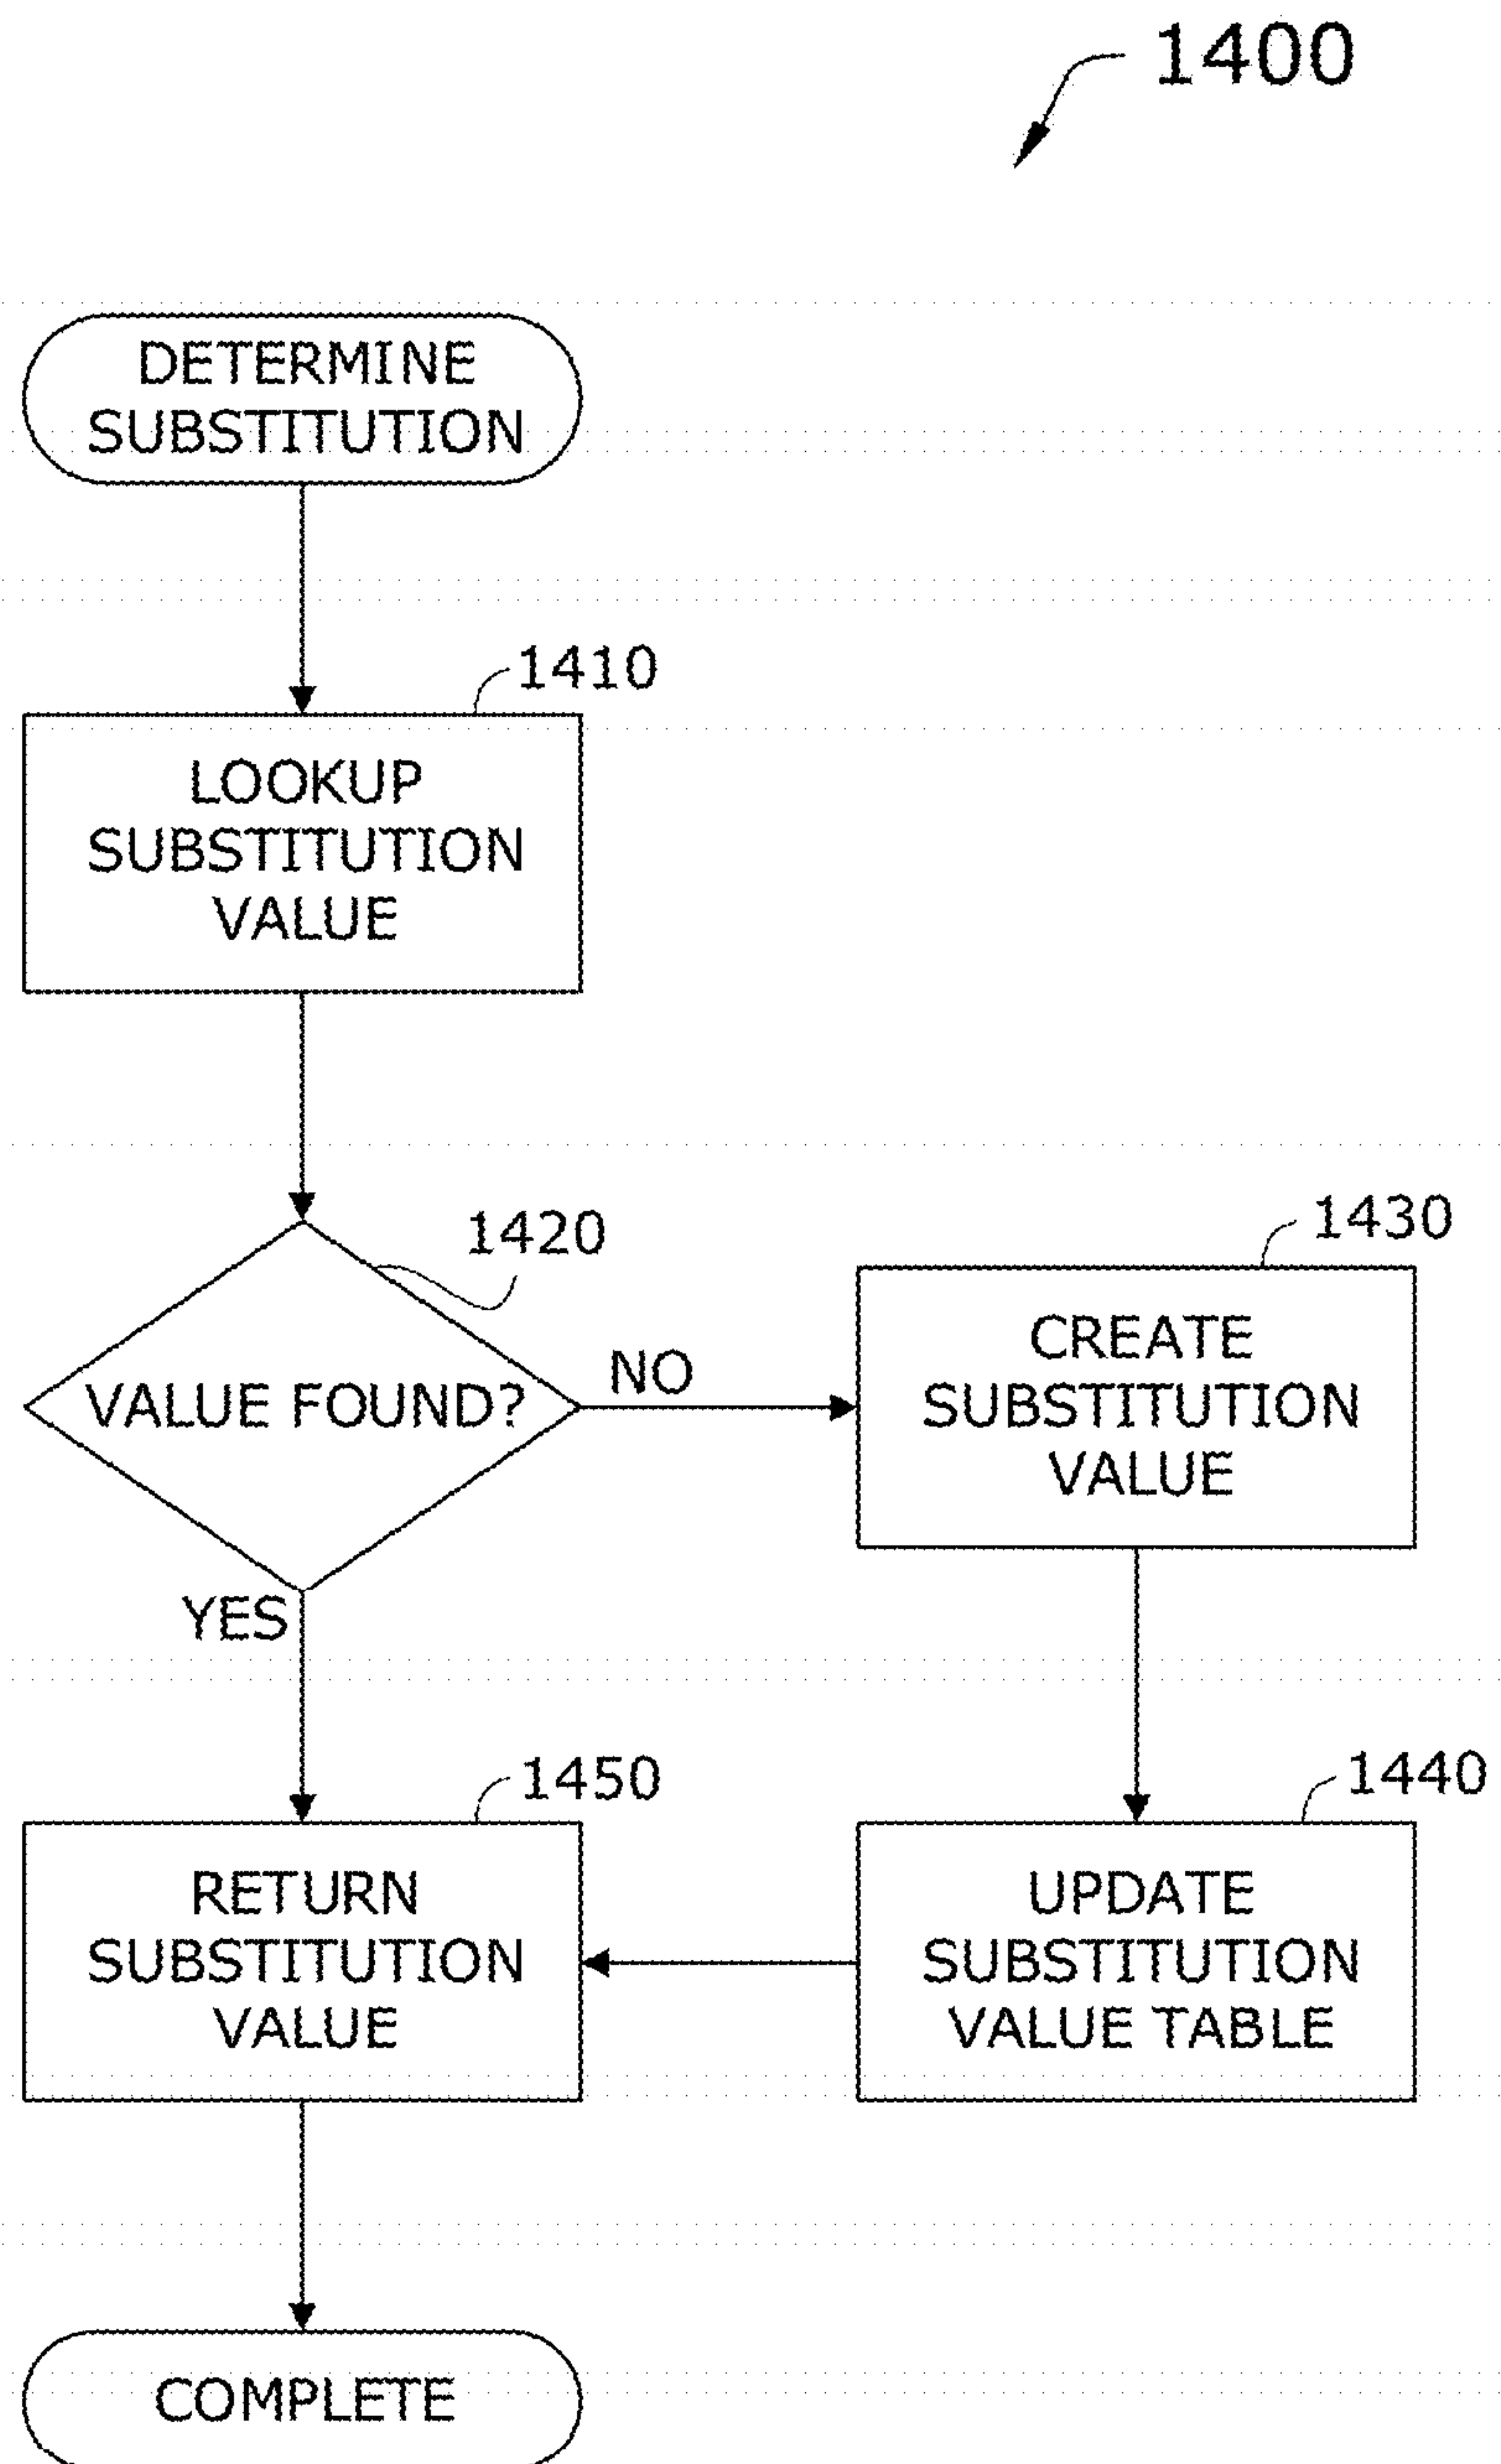 1400
DETERMINE
SUBSTITUTION
1410
LOOKUP
SUBSTITUTION
VALUE
1420
VALUE FOUND?
NO
YES
1430
CREATE
SUBSTITUTION
VALUE
1440
UPDATE
SUBSTITUTION
VALUE TABLE
1450
RETURN
SUBSTITUTION
VALUE
COMPLETE